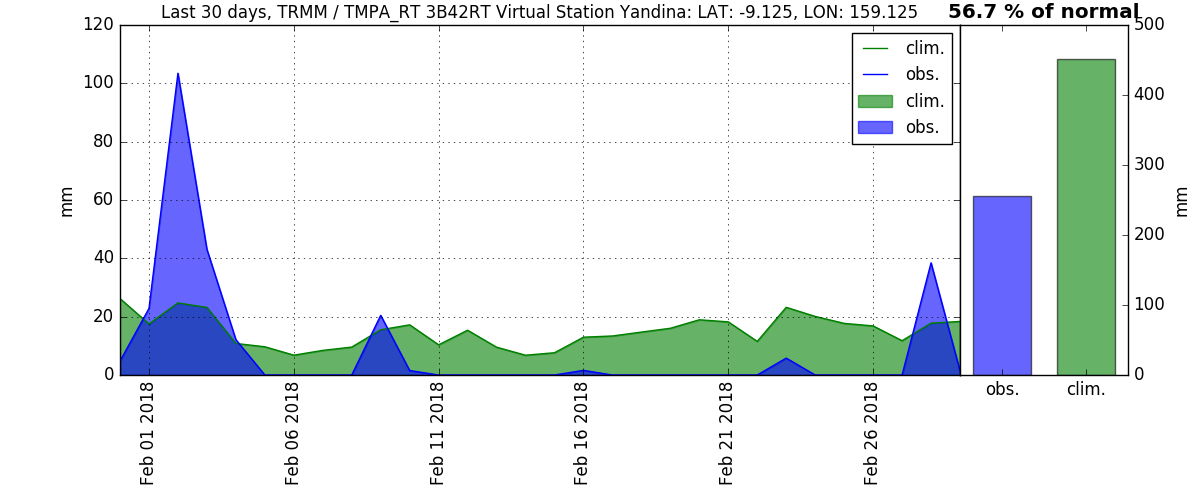 Last 30 days, TRMM / TMPA_RT 3B42RT Virtual Station Yandina: LAT: -9.125, LON: 159.125
56.7 % of normal
120
100
80
60
40
20
0
mm
clim.
obs.
clim.
obs.
Feb 01 2018
Feb 06 2018
Feb 11 2018
Feb 16 2018
Feb 21 2018
Feb 26 2018
500
400
300
200
100
0
mm
obs.
clim.